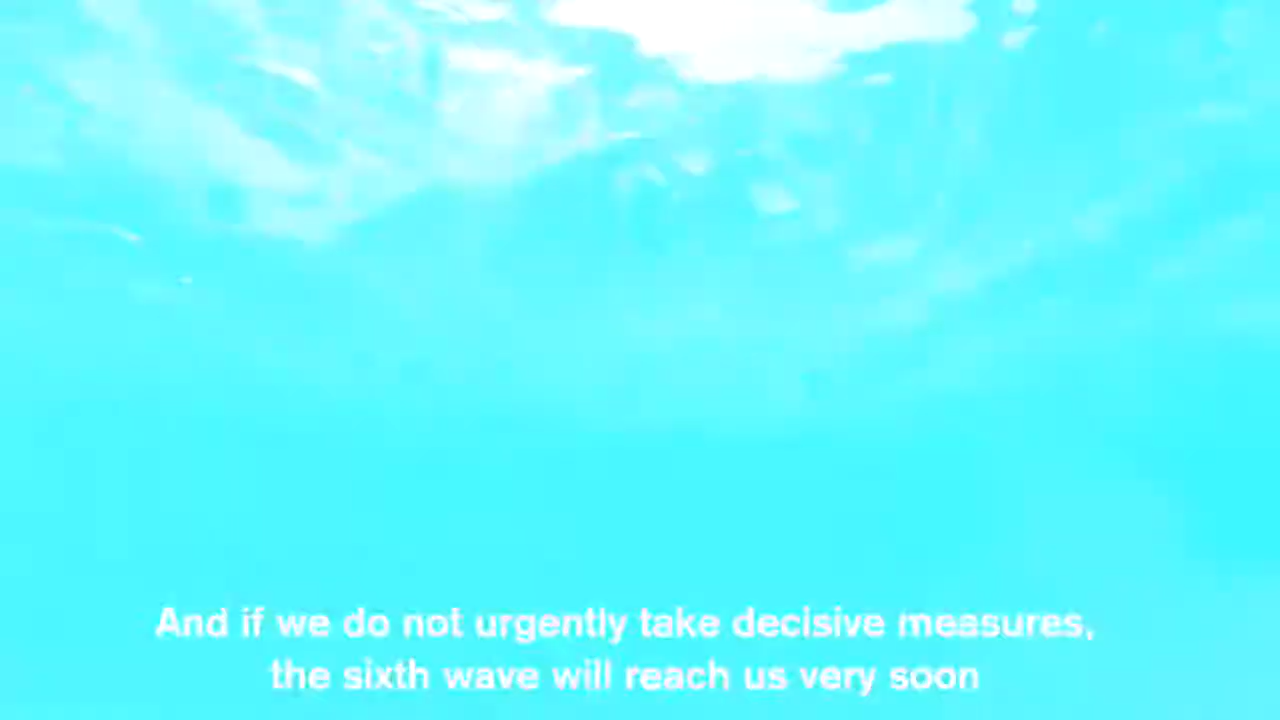 And if we do not urgently take decisive measures,
the sixth wave will reach us very soon